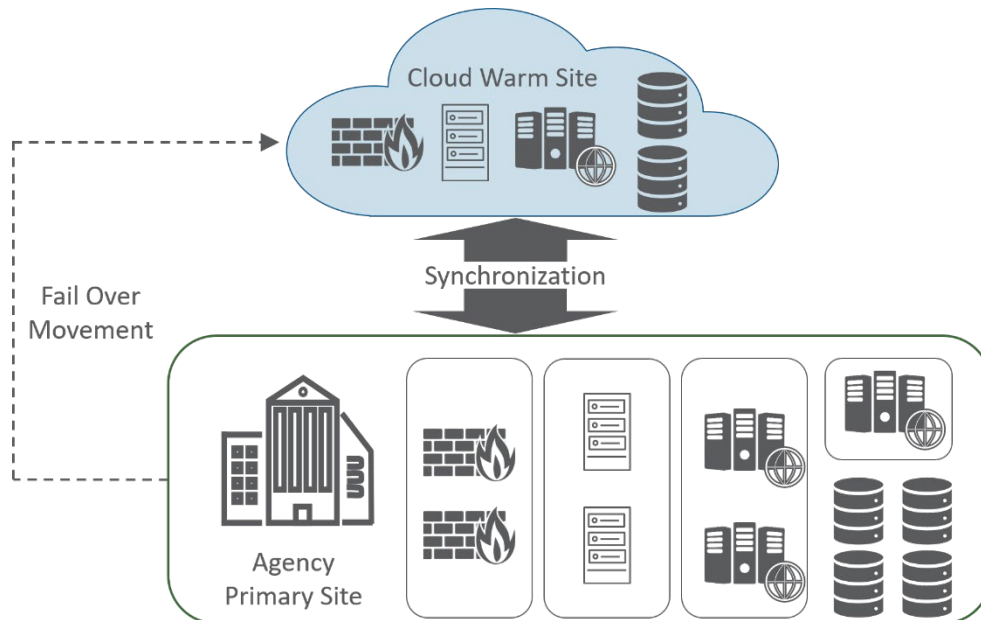 Cloud Warm Site
Synchronization
Fail Over
Movement
Agency
Primary Site